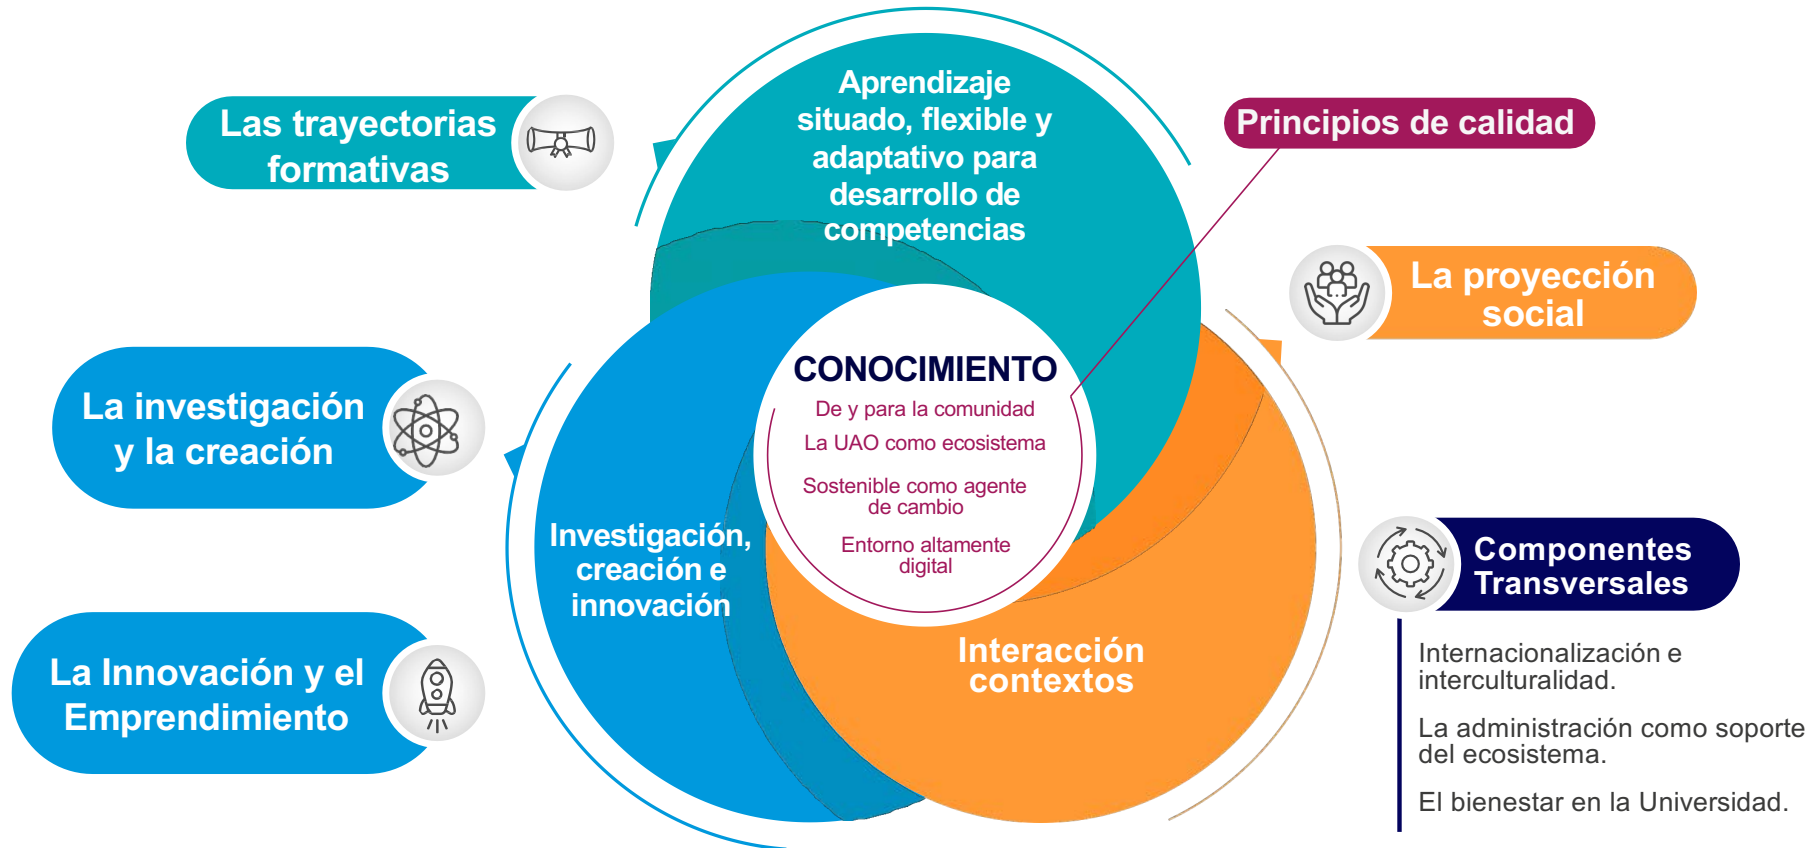 Aprendizaje
situado, flexible y
adaptativo para
desarrollo de
competencias
Las trayectorias
formativas
Principios de calidad
La proyección
social
La investigación
y la creación
CONOCIMIENTO
De y para la comunidad
La UAO como ecosistema
Sostenible como agente
de cambio
Entorno altamente
digital
Investigación,
creación e
innovación
Interacción
contextos
La Innovación y el
Emprendimiento
Componentes
Transversales
Internacionalización e
interculturalidad.
La administración como soporte
del ecosistema.
El bienestar en la Universidad.